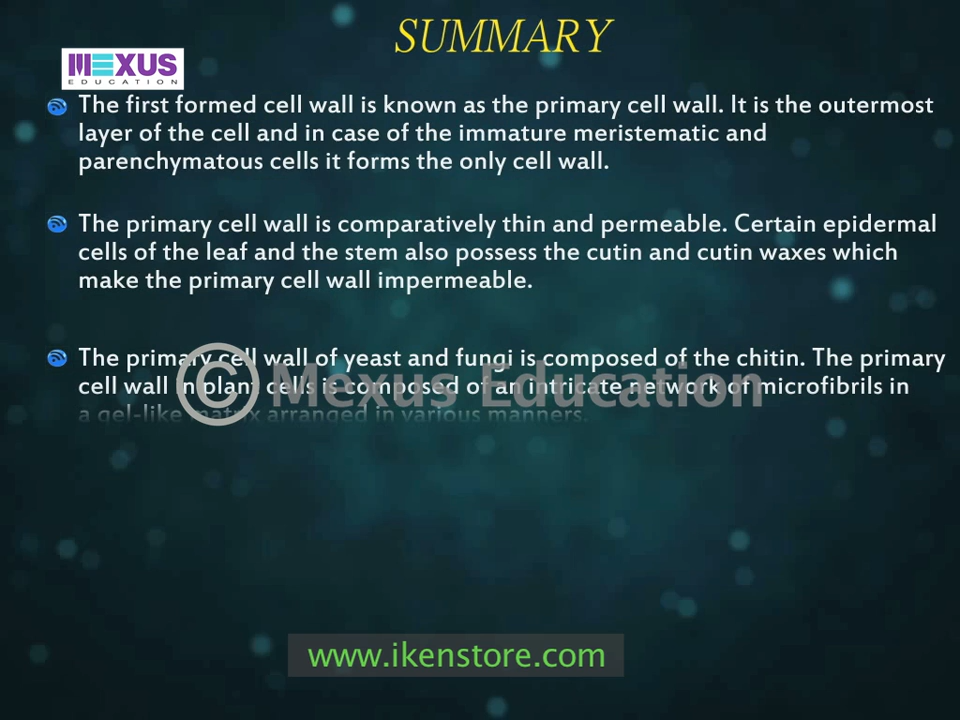 SUMMARY
MEXUS
EDUCATION
The first formed cell wall is known as the primary cell wall. It is the outermost
layer of the cell and in case of the immature meristematic and
parenchymatous cells it forms the only cell wall.
The primary cell wall is comparatively thin and permeable. Certain epidermal
cells of the leaf and the stem also possess the cutin and cutin waxes which
make the primary cell wall impermeable.
The primary cell wall of yeast and fungi is composed of the chitin. The primary
cell wall in plant cells is composed of an intricate network of microfibrils in
a gel-like matrix arranged in various manners.
© Mexus Education
www.ikenstore.com